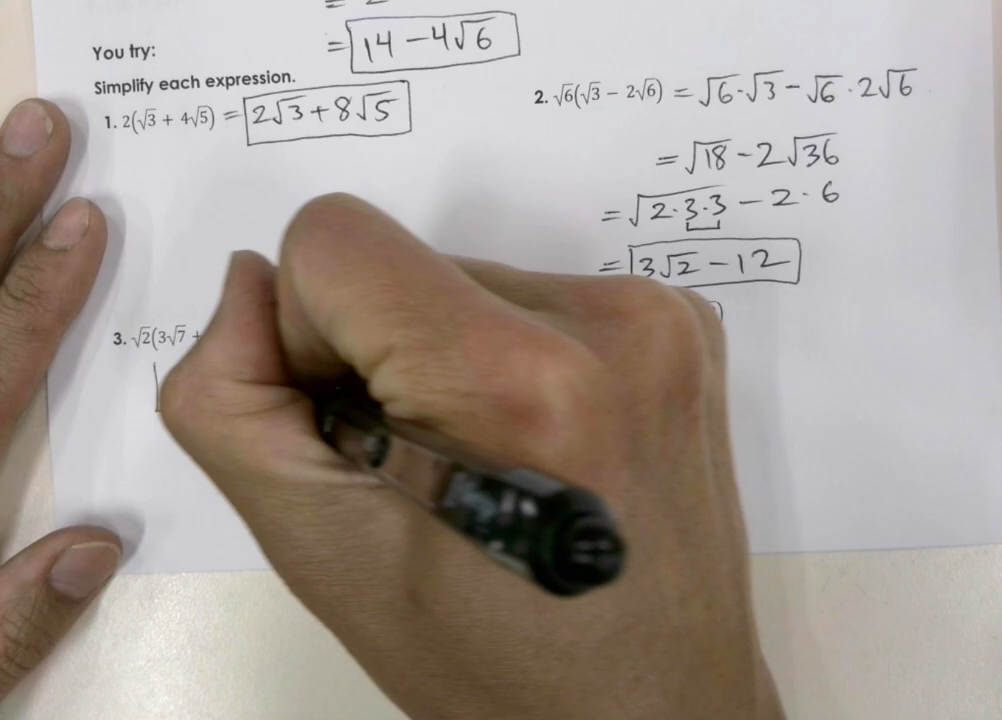 = 2
= 14 − 4√6
You try:
Simplify each expression.
1. 2(√3 + 4√5) = 2√3 + 8√5
2. √6(√3 − 2√6) = √6·√3 − √6·2√6
= √18 − 2√36
= √2·3·3 − 2·6
= 3√2 − 12
3. √2(3√7 +